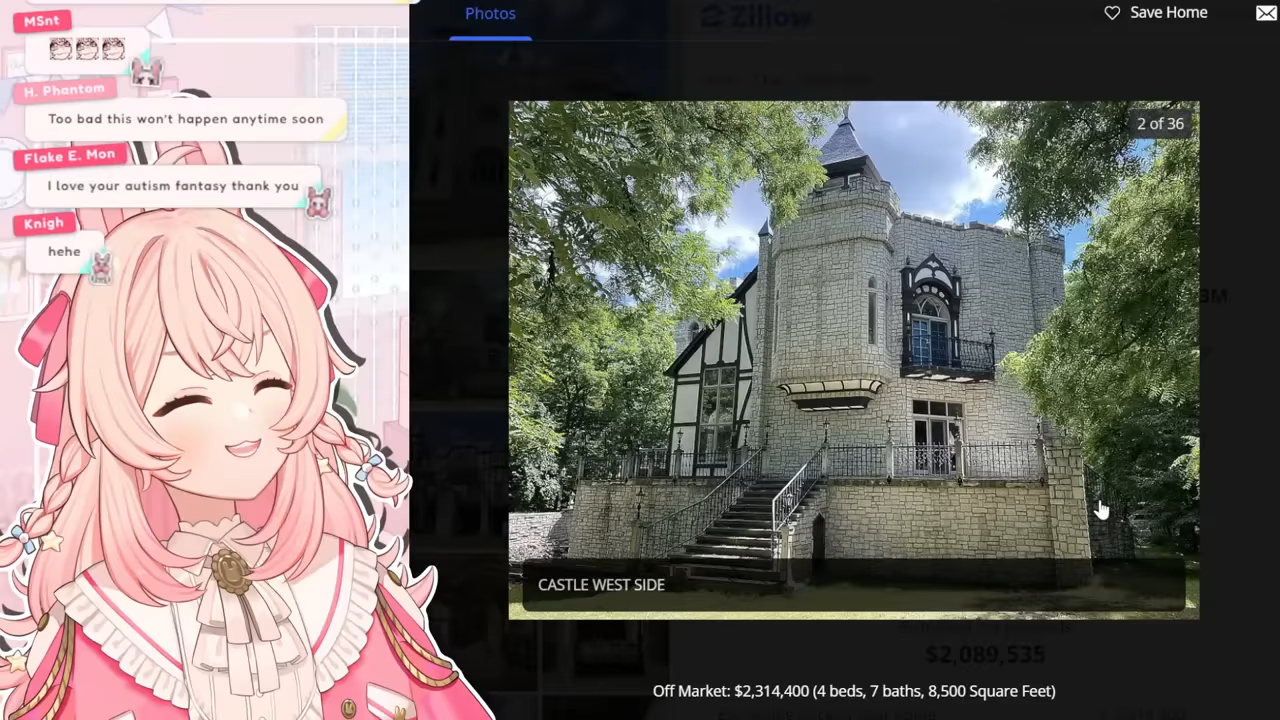 MSnt
H. Phantom
Too bad this won't happen anytime soon
Flake E. Mon
I love your autism fantasy thank you
Knigh
hehe
Photos
Zillow
Save Home
2 of 36
CASTLE WEST SIDE
$2,089,535
Off Market: $2,314,400 (4 beds, 7 baths, 8,500 Square Feet)